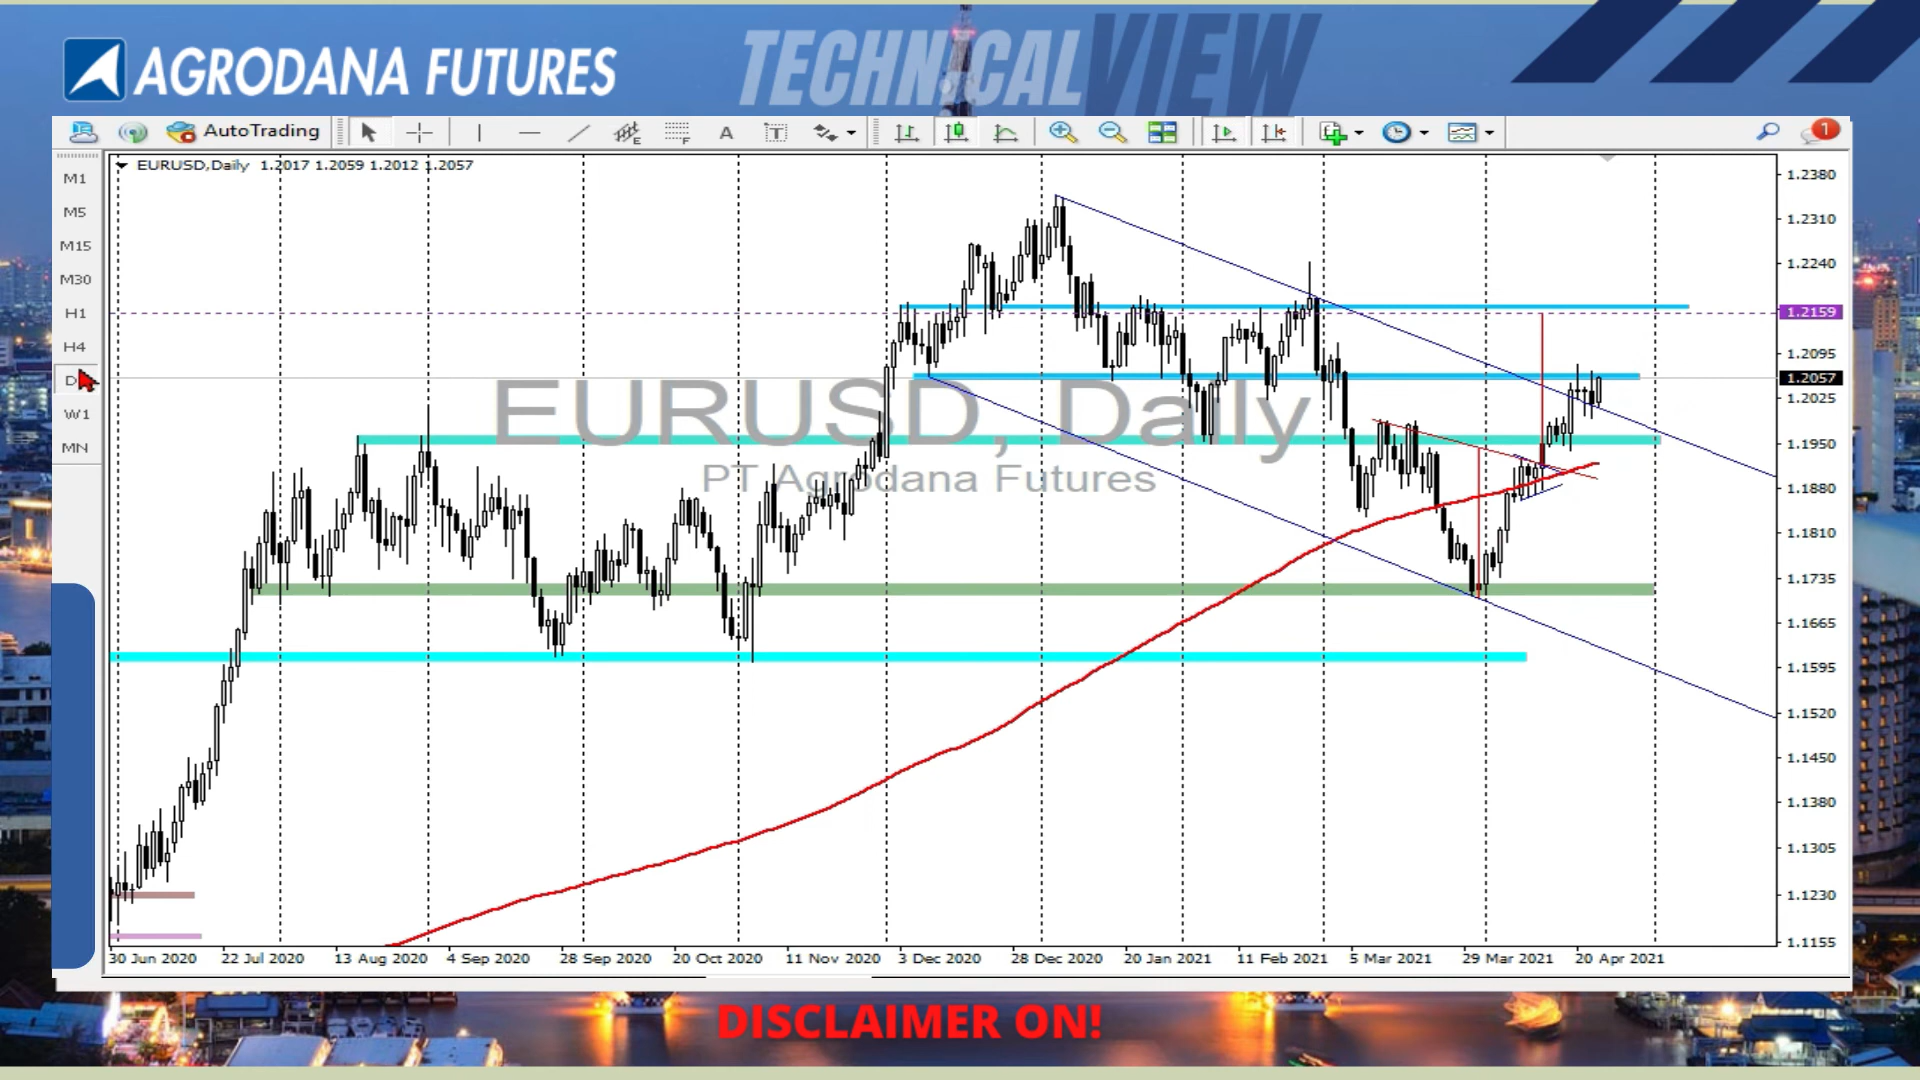 AGRODANA FUTURES
TECHNICAL VIEW
AutoTrading
E
F
A
T
1
EURUSD,Daily 1.2017 1.2059 1.2012 1.2057
M1
M5
M15
M30
H1
H4
D
W1
MN
EURUSD, Daily
PT Agrodana Futures
1.2380
1.2310
1.2240
1.2159
1.2095
1.2057
1.2025
1.1950
1.1880
1.1810
1.1735
1.1665
1.1595
1.1520
1.1450
1.1380
1.1305
1.1230
1.1155
30 Jun 2020 22 Jul 2020 13 Aug 2020 4 Sep 2020 28 Sep 2020 20 Oct 2020 11 Nov 2020 3 Dec 2020 28 Dec 2020 20 Jan 2021 11 Feb 2021 5 Mar 2021 29 Mar 2021 20 Apr 2021
DISCLAIMER ON!